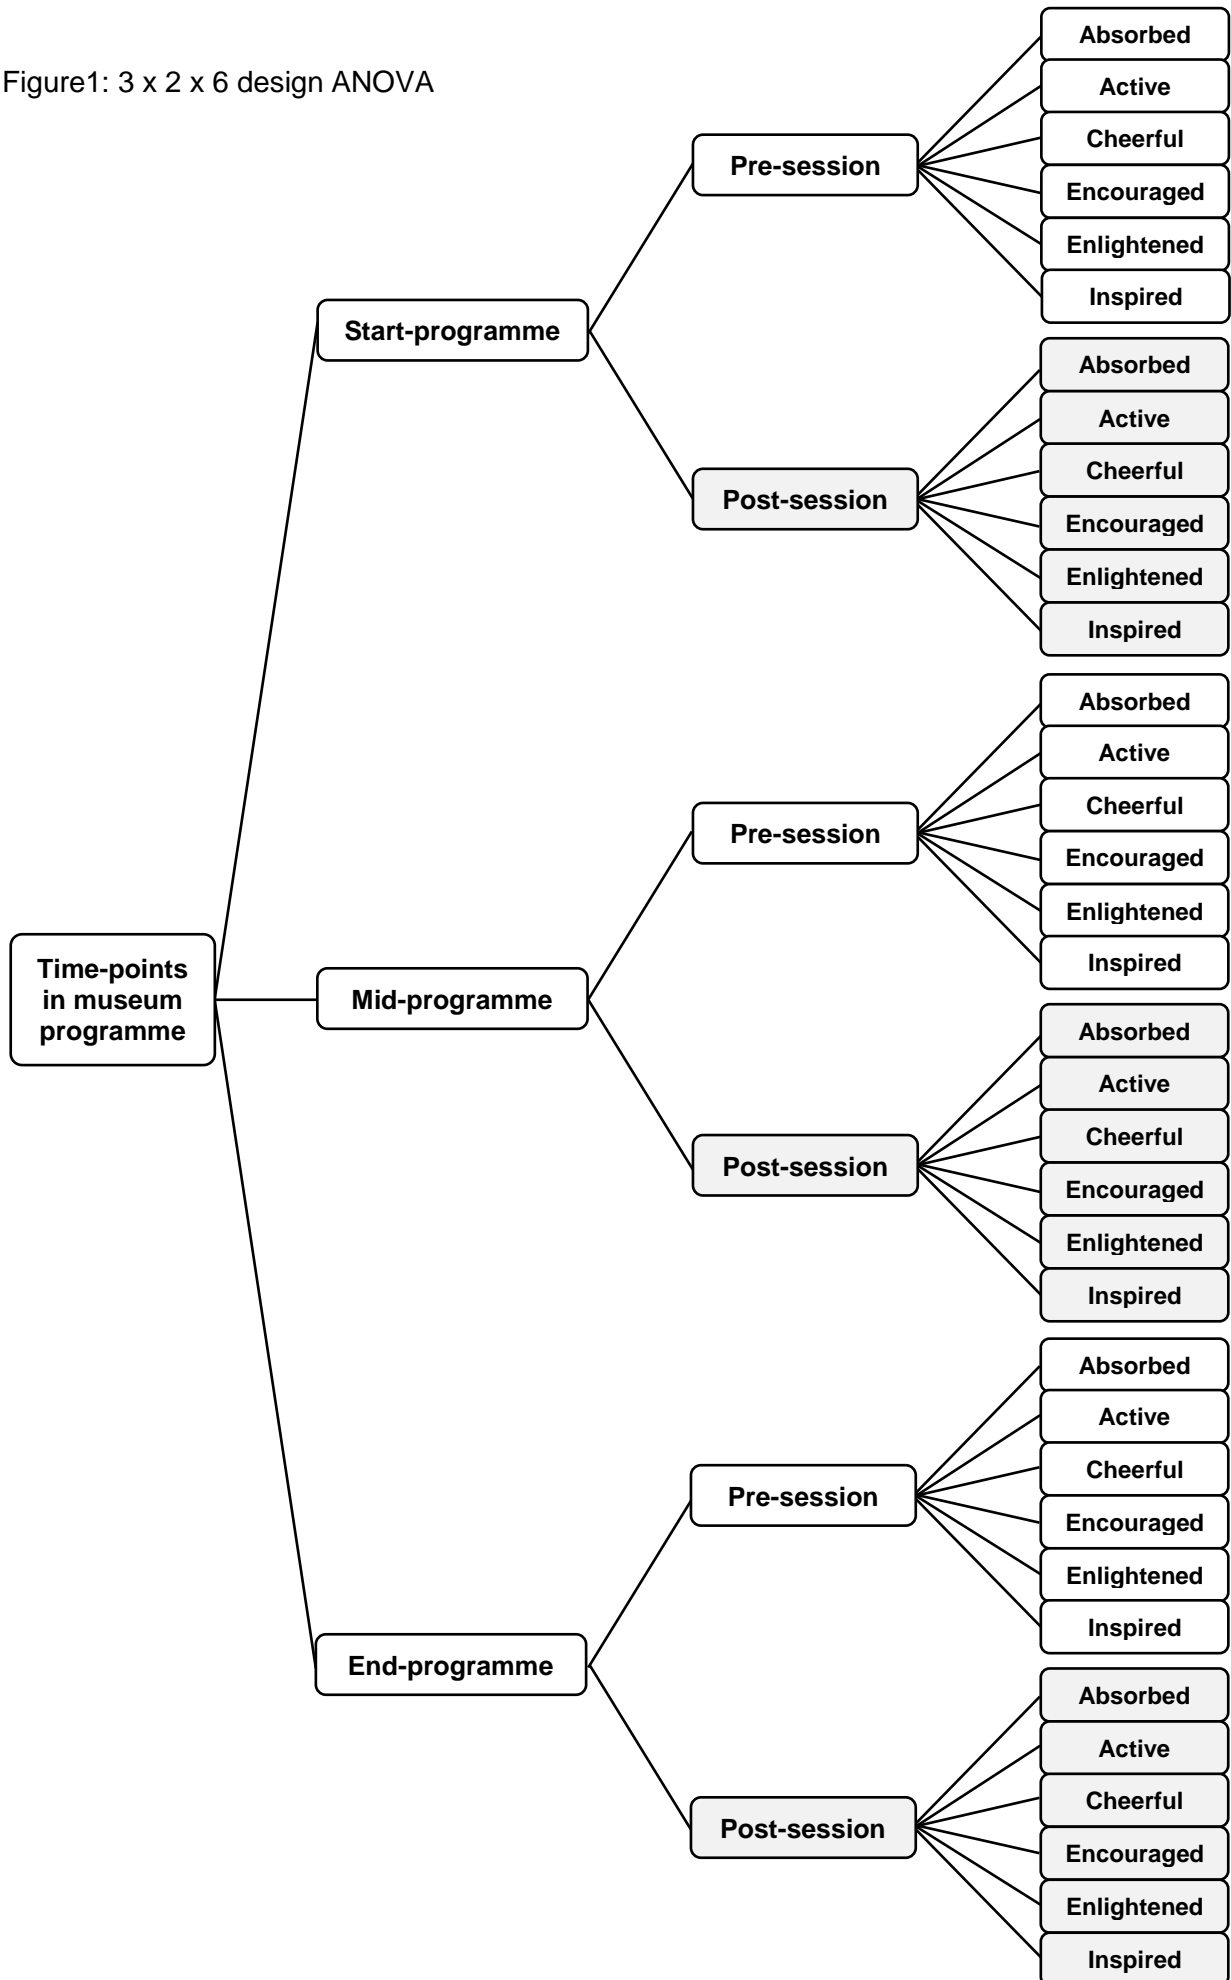 Figure1: 3 x 2 x 6 design ANOVA
Time-points
in museum
programme
Start-programme
Pre-session
Absorbed
Active
Cheerful
Encouraged
Enlightened
Inspired
Post-session
Absorbed
Active
Cheerful
Encouraged
Enlightened
Inspired
Mid-programme
Pre-session
Absorbed
Active
Cheerful
Encouraged
Enlightened
Inspired
Post-session
Absorbed
Active
Cheerful
Encouraged
Enlightened
Inspired
End-programme
Pre-session
Absorbed
Active
Cheerful
Encouraged
Enlightened
Inspired
Post-session
Absorbed
Active
Cheerful
Encouraged
Enlightened
Inspired